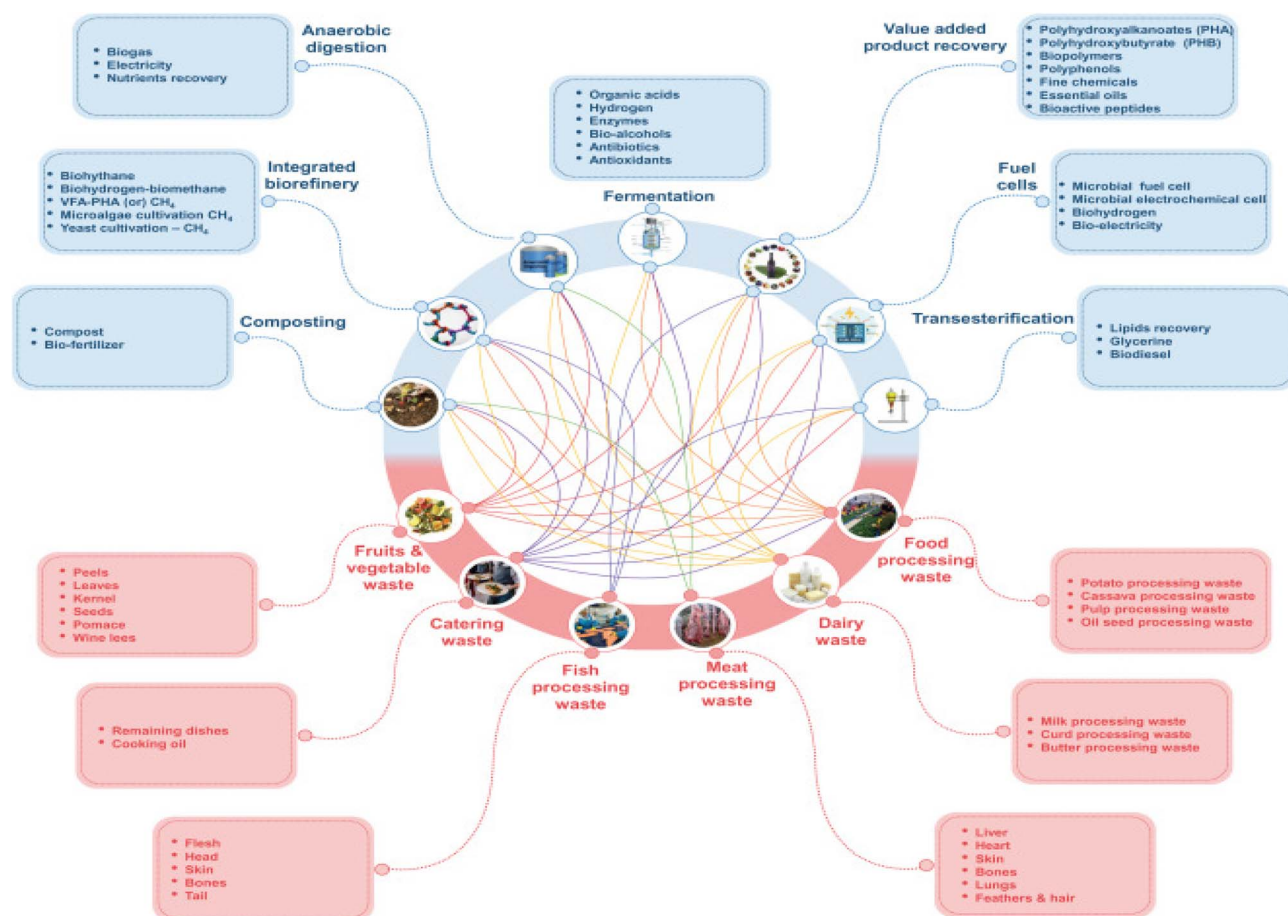 Anaerobic
digestion
• Biogas
• Electricity
• Nutrients recovery
• Organic acids
• Hydrogen
• Enzymes
• Bio-alcohols
• Antibiotics
• Antioxidants
Fermentation
Value added
product recovery
• Polyhydroxyalkanoates (PHA)
• Polyhydroxybutyrate (PHB)
• Biopolymers
• Polyphenols
• Fine chemicals
• Essential oils
• Bioactive peptides
Integrated
biorefinery
• Biohythane
• Biohydrogen-biomethane
• VFA-PHA (or) CH₄
• Microalgae cultivation CH₄
• Yeast cultivation – CH₄
Fuel
cells
• Microbial fuel cell
• Microbial electrochemical cell
• Biohydrogen
• Bio-electricity
Composting
• Compost
• Bio-fertilizer
Transesterification
• Lipids recovery
• Glycerine
• Biodiesel
Fruits &
vegetable
waste
• Peels
• Leaves
• Kernel
• Seeds
• Pomace
• Wine lees
Food
processing
waste
• Potato processing waste
• Cassava processing waste
• Pulp processing waste
• Oil seed processing waste
Catering
waste
• Remaining dishes
• Cooking oil
Dairy
waste
• Milk processing waste
• Curd processing waste
• Butter processing waste
Fish
processing
waste
• Flesh
• Head
• Skin
• Bones
• Tail
Meat
processing
waste
• Liver
• Heart
• Skin
• Bones
• Lungs
• Feathers & hair